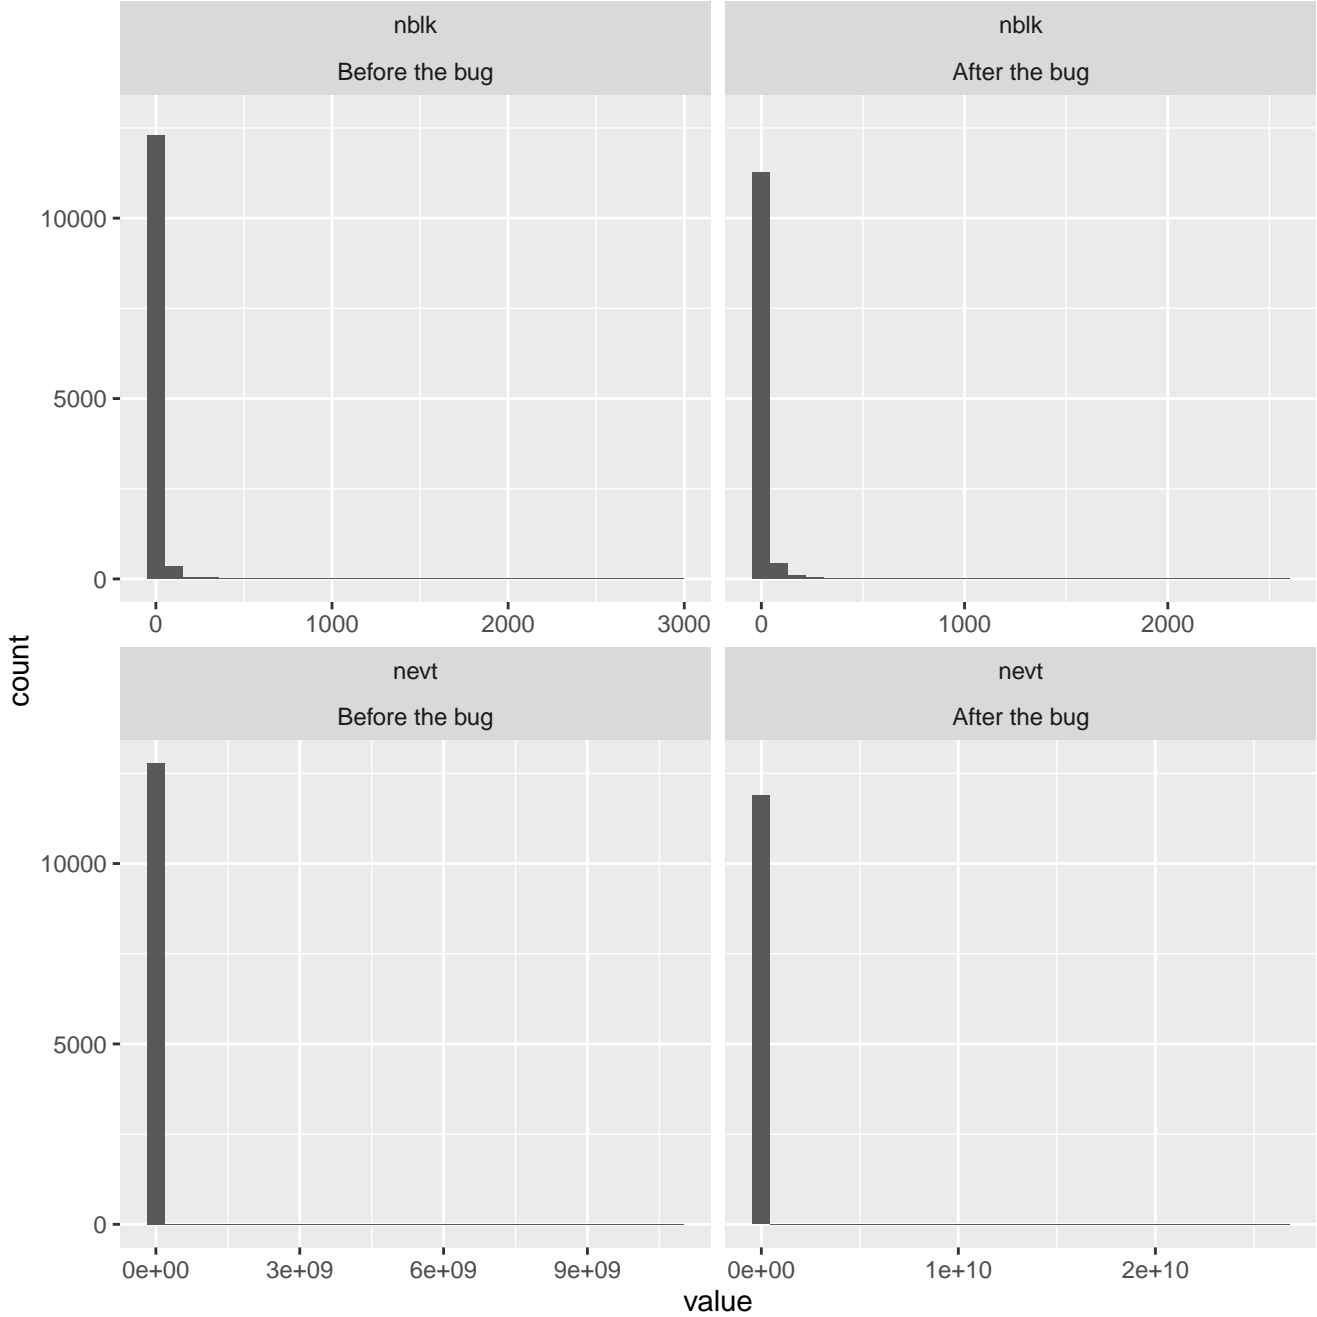 nblk
Before the bug
nblk
After the bug
10000
5000
0
0
1000
2000
3000
0
1000
2000
count
nevt
Before the bug
nevt
After the bug
10000
5000
0
0e+00
3e+09
6e+09
9e+09
0e+00
1e+10
2e+10
value